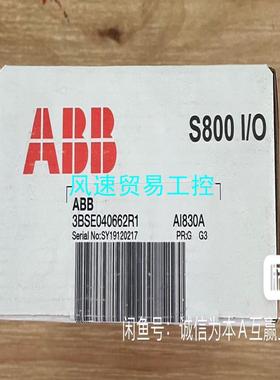 ABB
S800 I/O
风速贸易工控
ABB
3BSE040662R1
AI830A
Serial No:SY19120217
PR:G G3
闲鱼号：诚信为本A互赢